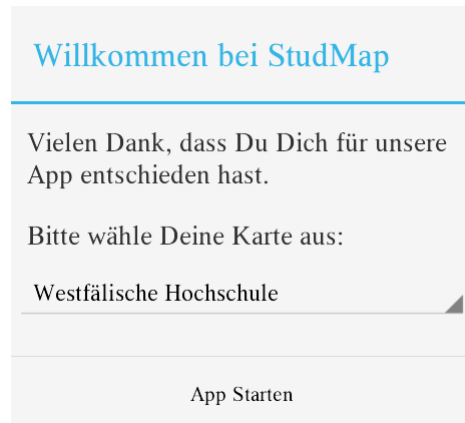 Willkommen bei StudMap
Vielen Dank, dass Du Dich für unsere
App entschieden hast.
Bitte wähle Deine Karte aus:
Westfälische Hochschule
App Starten